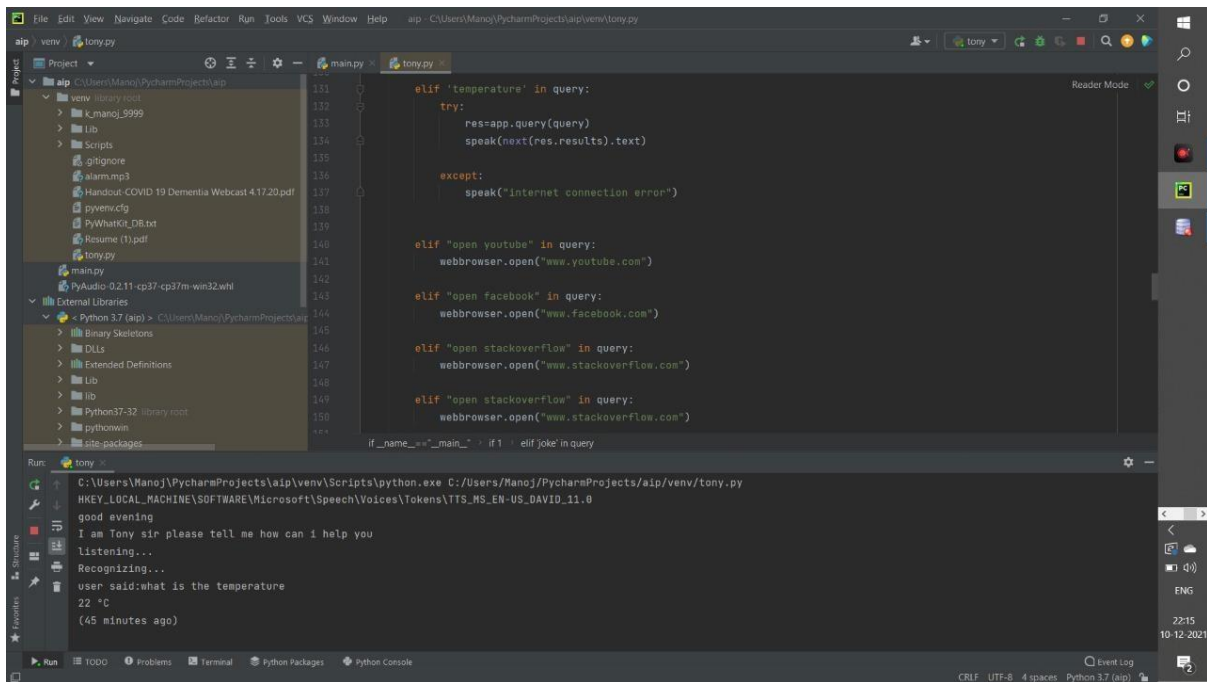 File Edit View Navigate Code Refactor Run Tools VCS Window Help aip - C:\Users\Manoj\PycharmProjects\aip\venv\tony.py
aip venv tony.py
tony
Project
main.py
tony.py
Reader Mode
aip C:\Users\Manoj\PycharmProjects\aip
venv library root
k_manoj_9999
Lib
Scripts
.gitignore
alarm.mp3
Handout-COVID 19 Dementia Webcast 4.17.20.pdf
pyvenv.cfg
PyWhatKit_DB.txt
Resume (1).pdf
tony.py
main.py
PyAudio-0.2.11-cp37-cp37m-win32.whl
External Libraries
< Python 3.7 (aip) > C:\Users\Manoj\PycharmProjects\aip
Binary Skeletons
DLLs
Extended Definitions
Lib
lib
Python37-32 library root
pythonwin
site-packages
131 elif 'temperature' in query:
132 try:
133 res=app.query(query)
134 speak(next(res.results).text)
135
136 except:
137 speak("internet connection error")
138
139
140 elif "open youtube" in query:
141 webbrowser.open("www.youtube.com")
142
143 elif "open facebook" in query:
144 webbrowser.open("www.facebook.com")
145
146 elif "open stackoverflow" in query:
147 webbrowser.open("www.stackoverflow.com")
148
149 elif "open stackoverflow" in query:
150 webbrowser.open("www.stackoverflow.com")
if __name__=="__main__" › if 1 › elif 'joke' in query
Run: tony
C:\Users\Manoj\PycharmProjects\aip\venv\Scripts\python.exe C:/Users/Manoj/PycharmProjects/aip/venv/tony.py
HKEY_LOCAL_MACHINE\SOFTWARE\Microsoft\Speech\Voices\Tokens\TTS_MS_EN-US_DAVID_11.0
good evening
I am Tony sir please tell me how can i help you
listening...
Recognizing...
user said:what is the temperature
22 °C
(45 minutes ago)
Structure
Favorites
Run TODO Problems Terminal Python Packages Python Console Event Log
CRLF UTF-8 4 spaces Python 3.7 (aip)
PC
ENG
22:15
10-12-2021
2